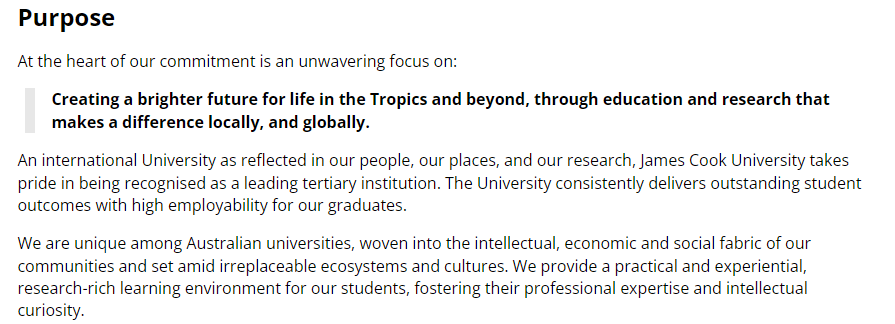 Purpose
At the heart of our commitment is an unwavering focus on:
Creating a brighter future for life in the Tropics and beyond, through education and research that
makes a difference locally, and globally.
An international University as reflected in our people, our places, and our research, James Cook University takes
pride in being recognised as a leading tertiary institution. The University consistently delivers outstanding student
outcomes with high employability for our graduates.
We are unique among Australian universities, woven into the intellectual, economic and social fabric of our
communities and set amid irreplaceable ecosystems and cultures. We provide a practical and experiential,
research-rich learning environment for our students, fostering their professional expertise and intellectual
curiosity.